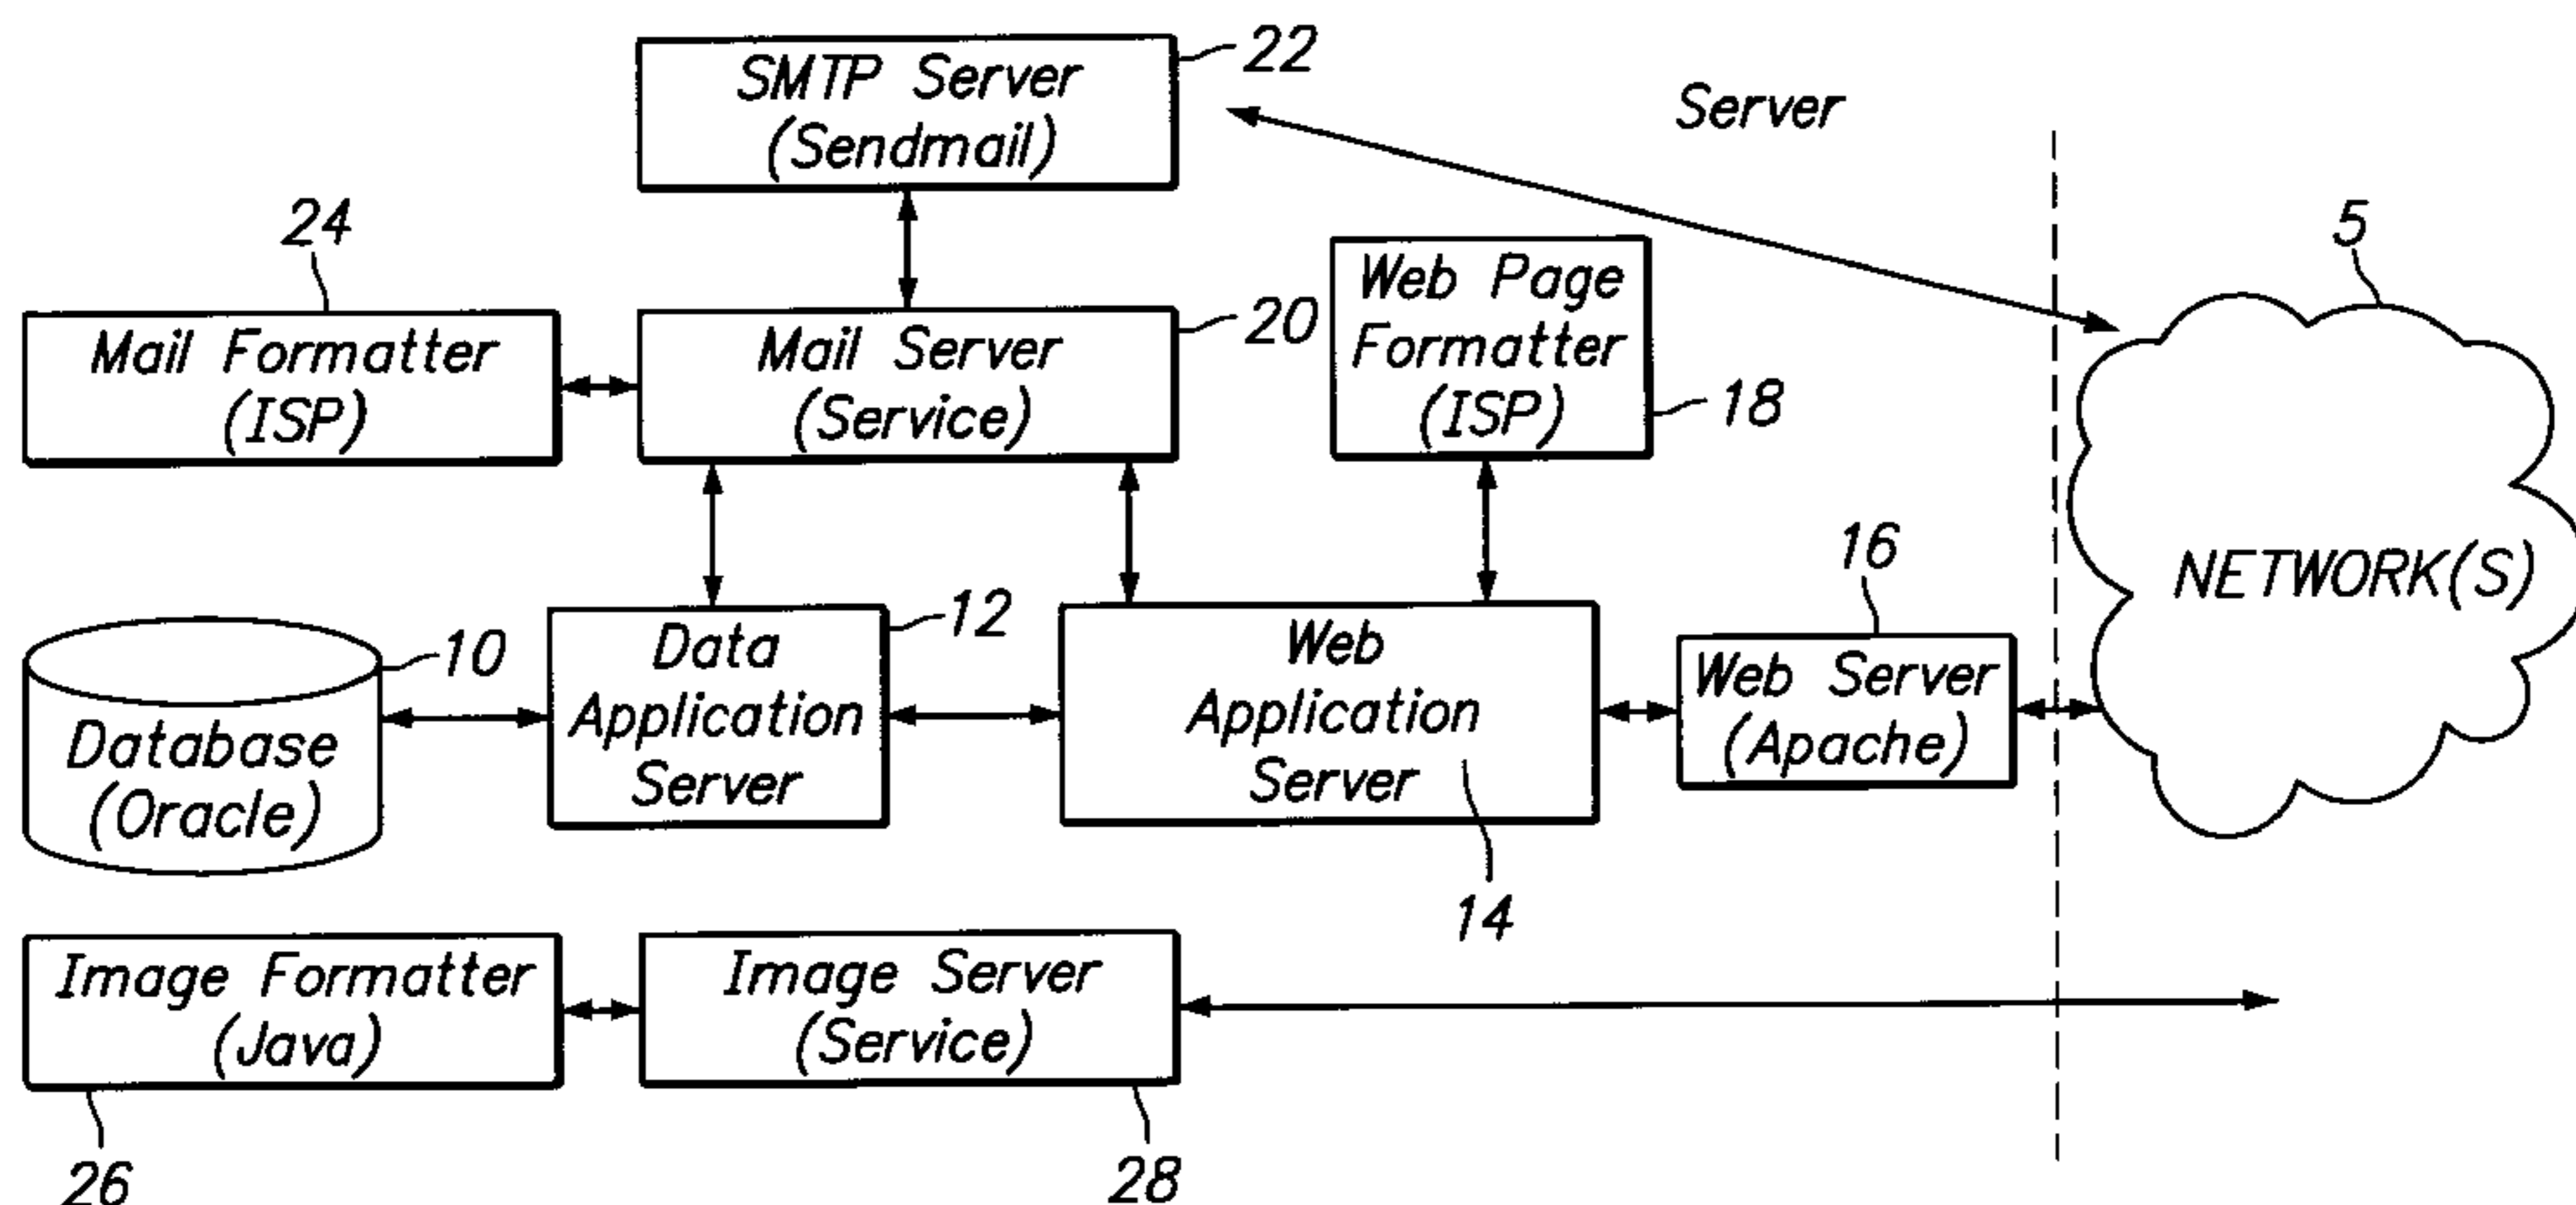 22
SMTP Server
(Sendmail)
Server
24
5
Mail Formatter
(ISP)
Mail Server
(Service)
20
Web Page
Formatter
(ISP)
18
NETWORK(S)
10
Database
(Oracle)
12
Data
Application
Server
Web
Application
Server
14
16
Web Server
(Apache)
Image Formatter
(Java)
26
Image Server
(Service)
28